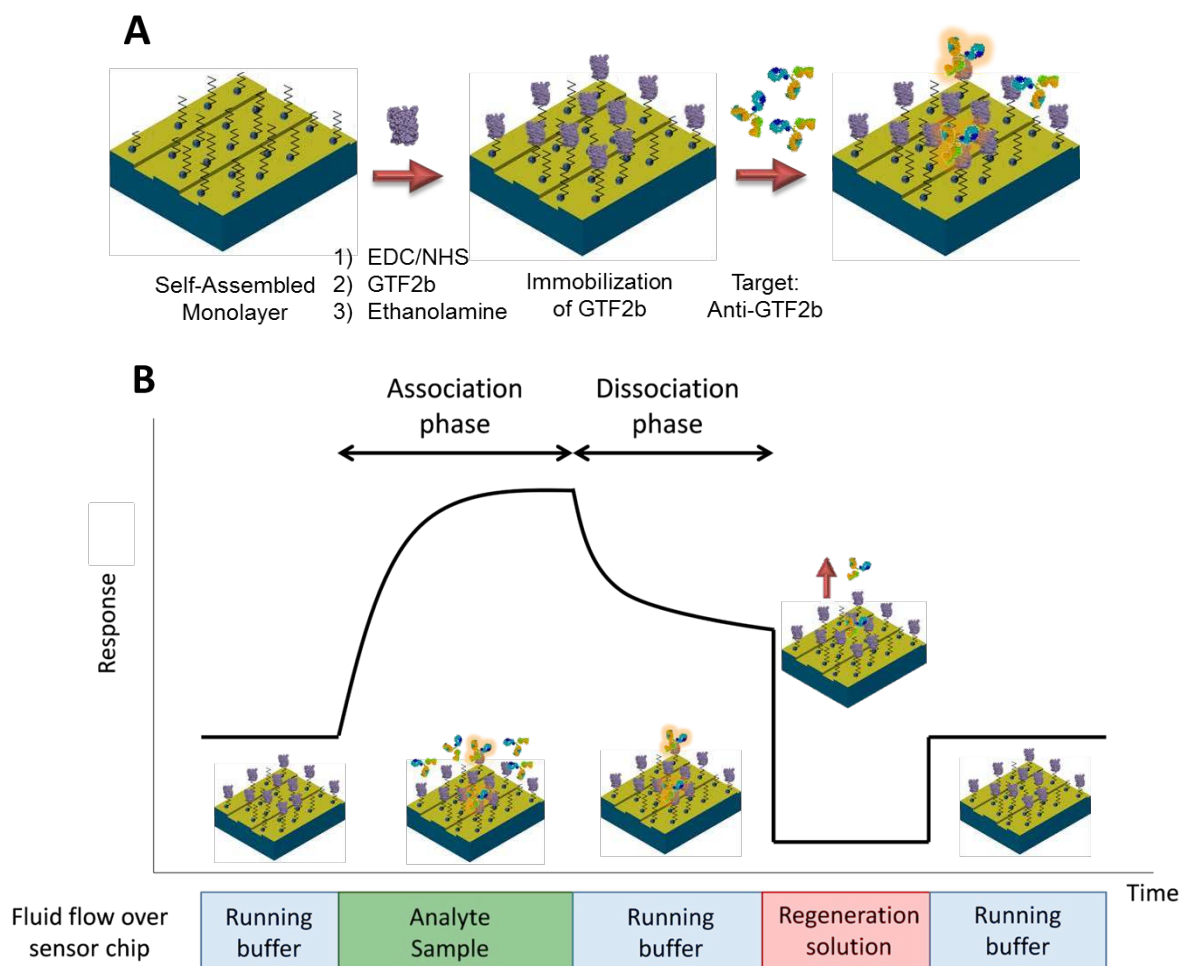 A
1) EDC/NHS
2) GTF2b
3) Ethanolamine
Self-Assembled
Monolayer
Immobilization
of GTF2b
Target:
Anti-GTF2b
B
Association
phase
Dissociation
phase
Response
Time
Fluid flow over
sensor chip
Running
buffer
Analyte
Sample
Running
buffer
Regeneration
solution
Running
buffer